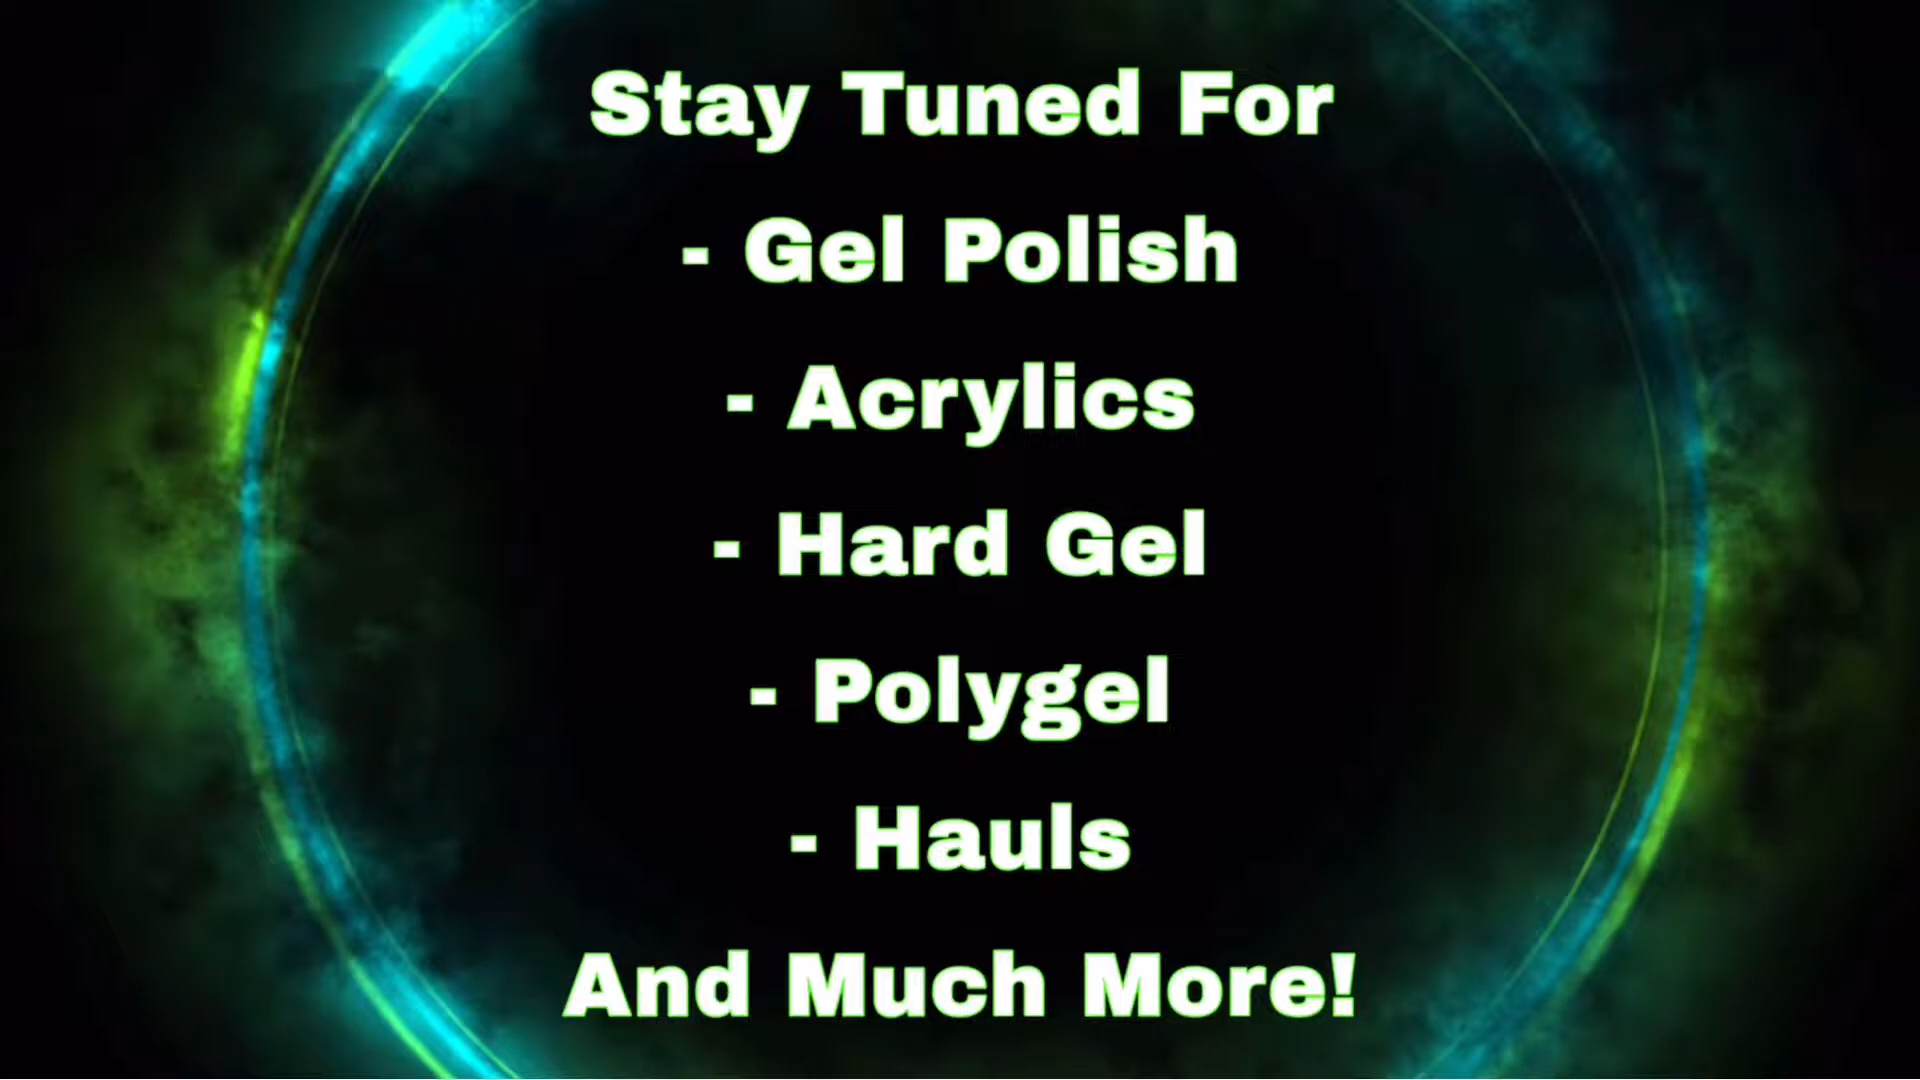 Stay Tuned For
- Gel Polish
- Acrylics
- Hard Gel
- Polygel
- Hauls
And Much More!